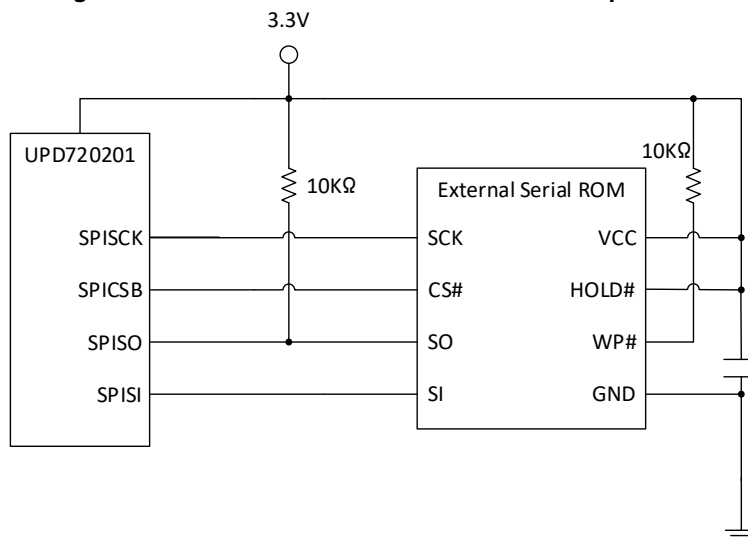 3.3V
UPD720201
10KΩ
10KΩ
External Serial ROM
SPISCK
SCK
VCC
SPICSB
CS#
HOLD#
SPISO
SO
WP#
SPISI
SI
GND